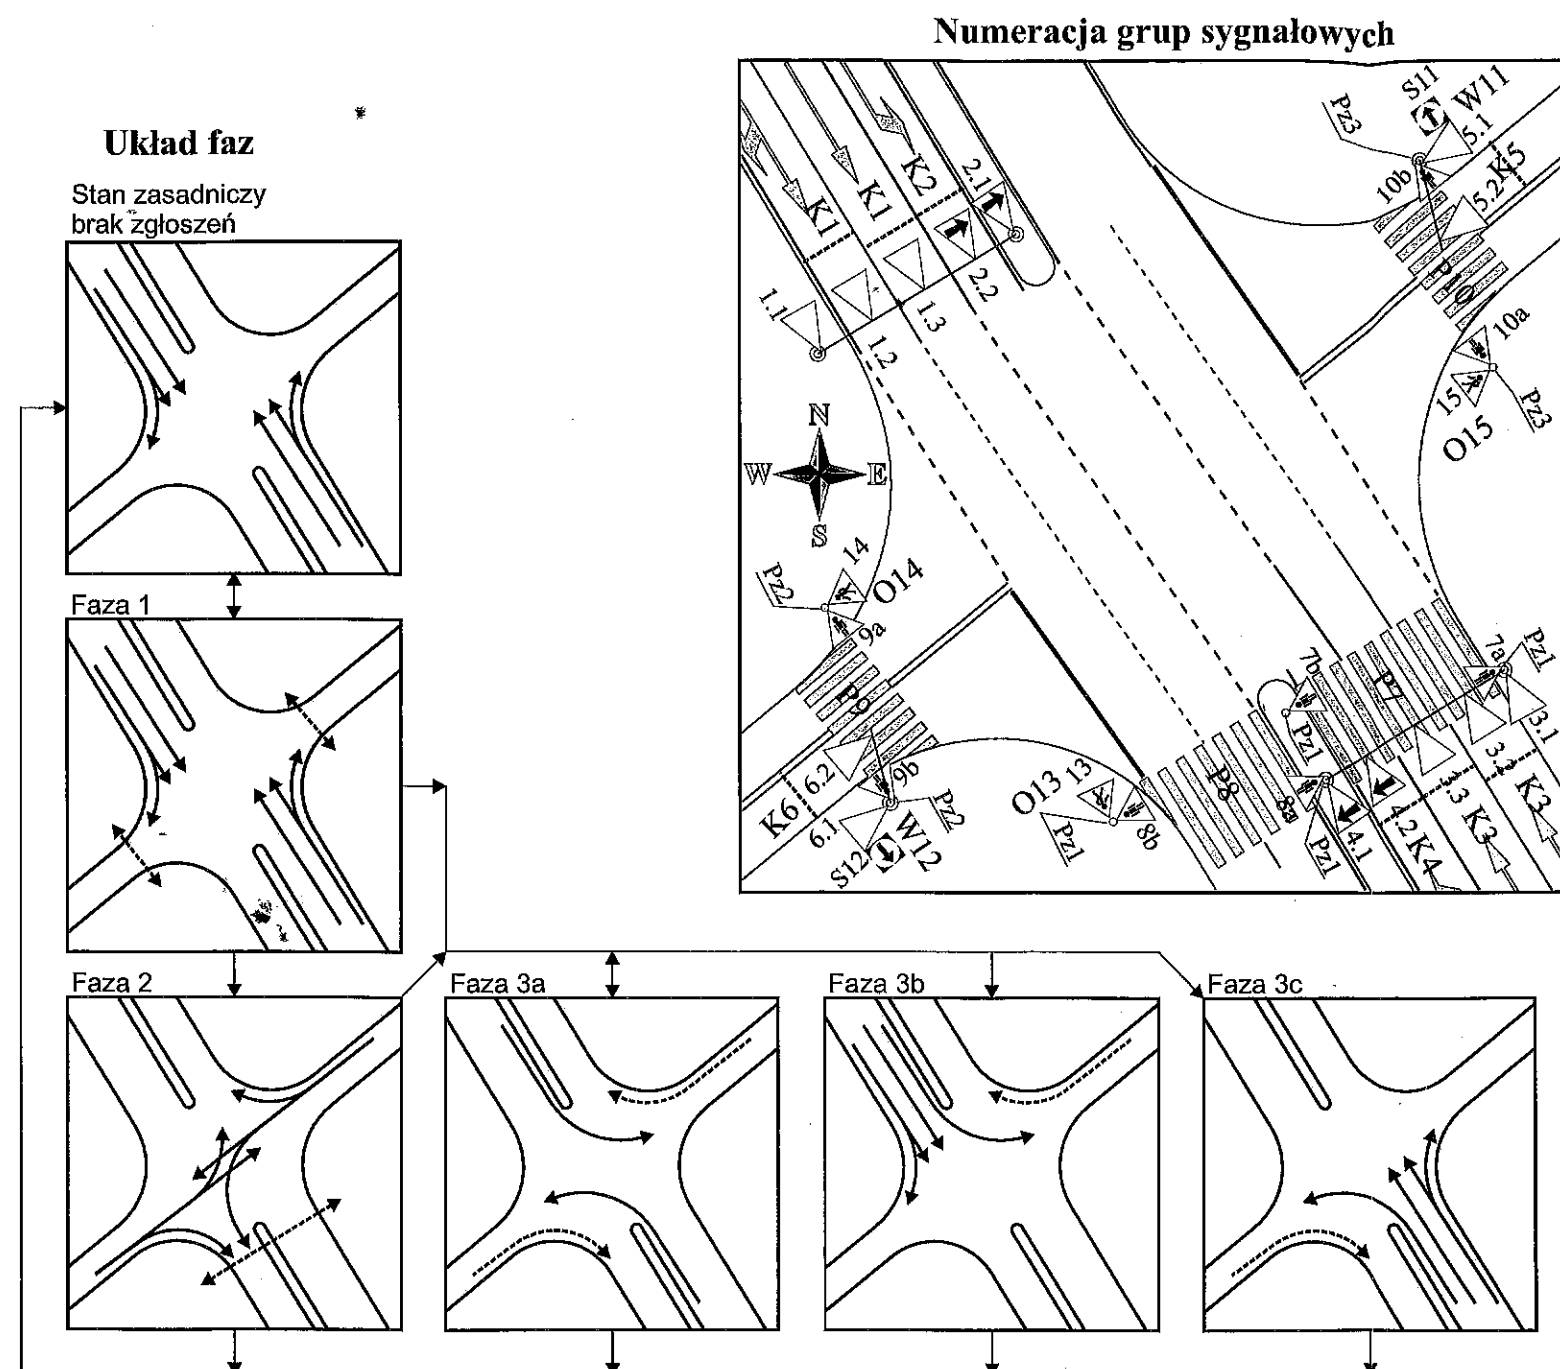 Numeracja grup sygnałowych
Układ faz
Stan zasadniczy
brak zgłoszeń
Faza 1
Faza 2
Faza 3a
Faza 3b
Faza 3c
K1
K1
K2
2.1
1.1
1.2
1.3
2.2
Pz3
S11
W11
5.1
K5
10b
5.2
10a
15
O15
Pz3
N
W
E
S
14
O14
Pz2
9a
P9
6.2
9b
K6
6.1
S12
W12
Pz2
O13
13
Pz1
8b
P8
8a
7b
P7
7a
Pz1
Pz1
Pz1
3.1
3.2
K3
K3
4.1
4.2
K4